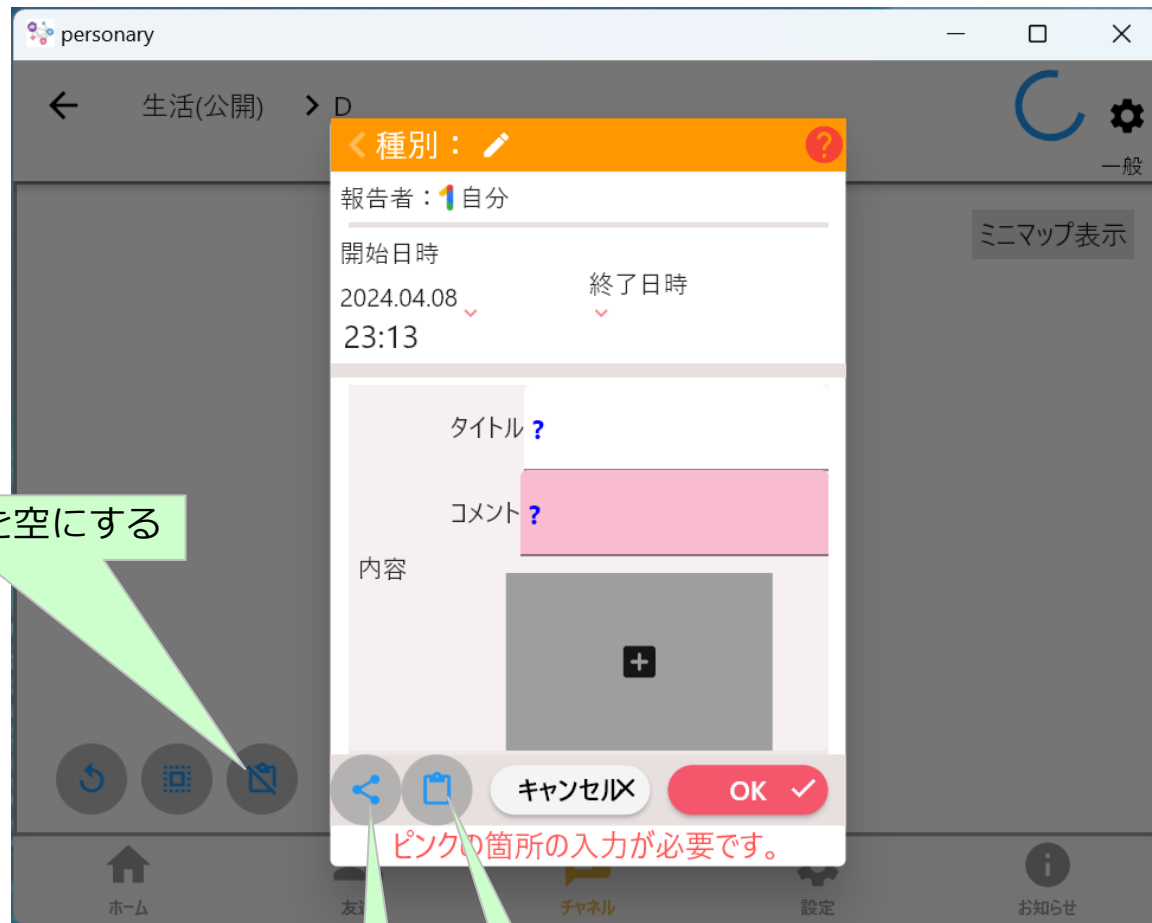 personary
生活(公開)
D
一般
種別：
?
報告者：1自分
ミニマップ表示
開始日時
終了日時
2024.04.08
23:13
タイトル ?
コメント ?
内容
空にする
キャンセル
OK
ピンクの箇所の入力が必要です。
ホーム
友
チャネル
設定
お知らせ